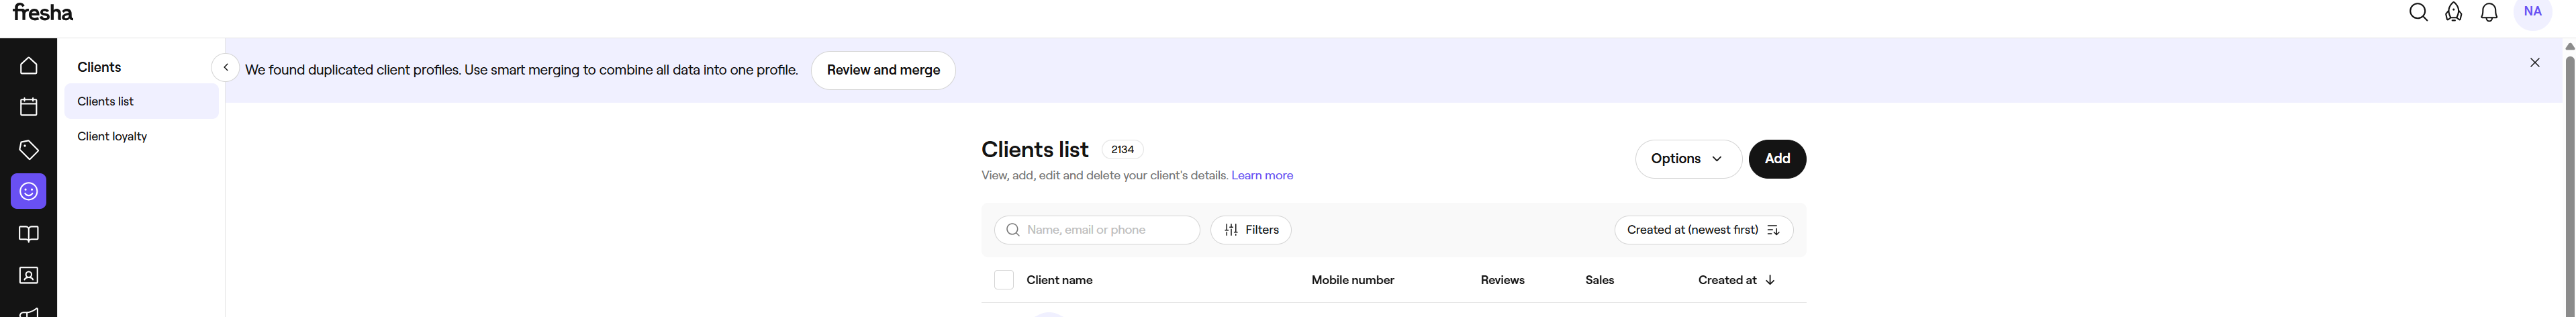 fresha
NA
Clients
We found duplicated client profiles. Use smart merging to combine all data into one profile.
Review and merge
Clients list
Client loyalty
Clients list
2134
View, add, edit and delete your client's details. Learn more
Options
Add
Name, email or phone
Filters
Created at (newest first)
Client name
Mobile number
Reviews
Sales
Created at